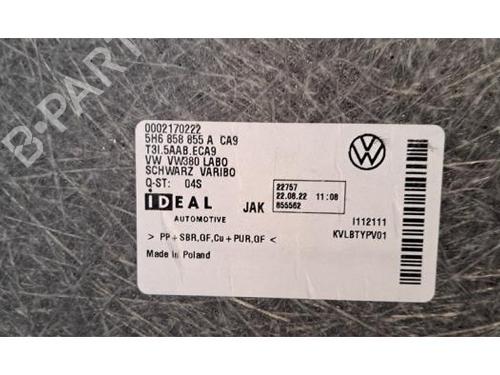 0002170222
5H6 858 855 A CA9
T3I.5AAB.ECA9
VW VW380 LABO
SCHWARZ VARIBO
Q-ST: 04S
IDEAL
AUTOMOTIVE
JAK
22757
22.08.22 11:08
855562
I112111
KVLBTYPV01
> PP+SBR,GF,Cu+PUR,GF<
Made in Poland
B-PARTS